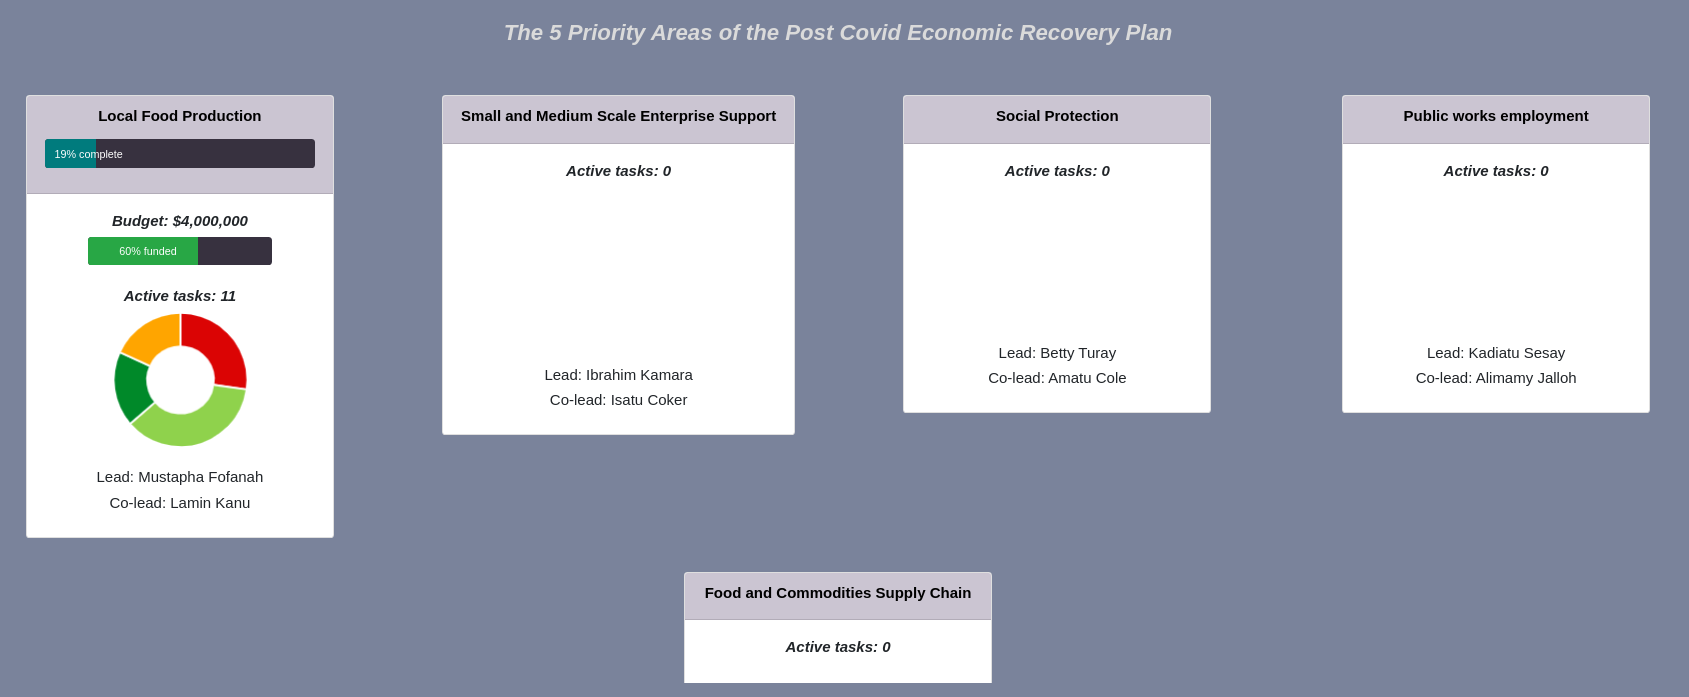 The 5 Priority Areas of the Post Covid Economic Recovery Plan
Local Food Production
19% complete
Budget: $4,000,000
60% funded
Active tasks: 11
Lead: Mustapha Fofanah
Co-lead: Lamin Kanu
Small and Medium Scale Enterprise Support
Active tasks: 0
Lead: Ibrahim Kamara
Co-lead: Isatu Coker
Social Protection
Active tasks: 0
Lead: Betty Turay
Co-lead: Amatu Cole
Public works employment
Active tasks: 0
Lead: Kadiatu Sesay
Co-lead: Alimamy Jalloh
Food and Commodities Supply Chain
Active tasks: 0